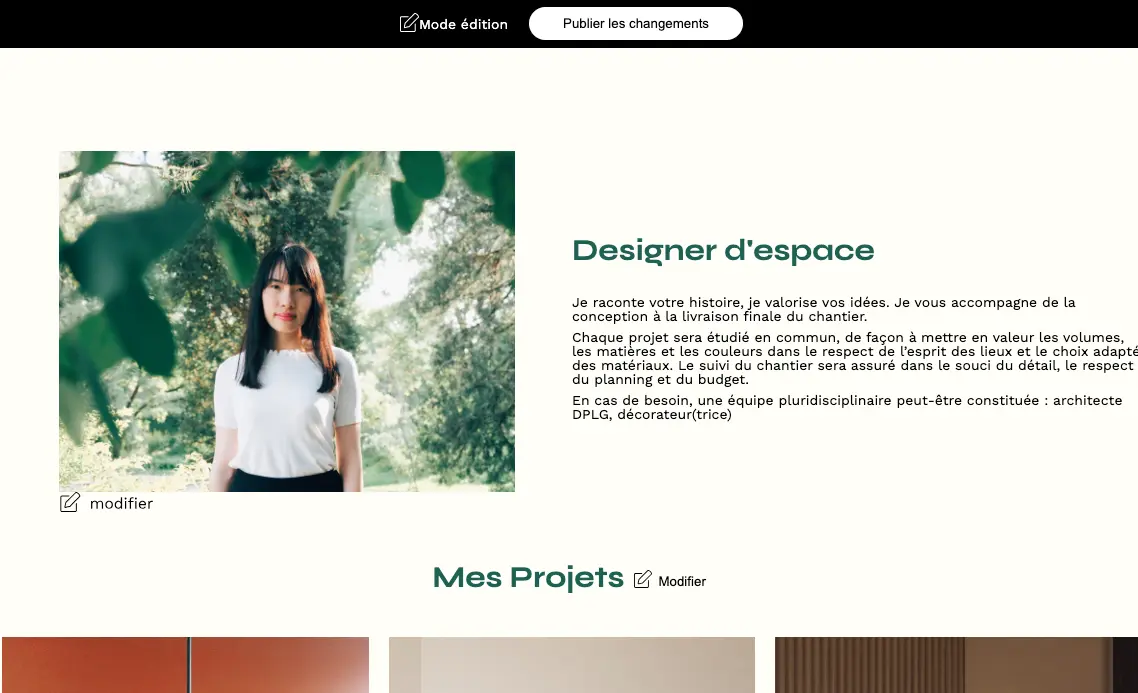 Mode édition
Publier les changements
Designer d'espace
Je raconte votre histoire, je valorise vos idées. Je vous accompagne de la
conception à la livraison finale du chantier.
Chaque projet sera étudié en commun, de façon à mettre en valeur les volumes,
les matières et les couleurs dans le respect de l’esprit des lieux et le choix adapté
des matériaux. Le suivi du chantier sera assuré dans le souci du détail, le respect
du planning et du budget.
En cas de besoin, une équipe pluridisciplinaire peut-être constituée : architecte
DPLG, décorateur(trice)
modifier
Mes Projets
Modifier